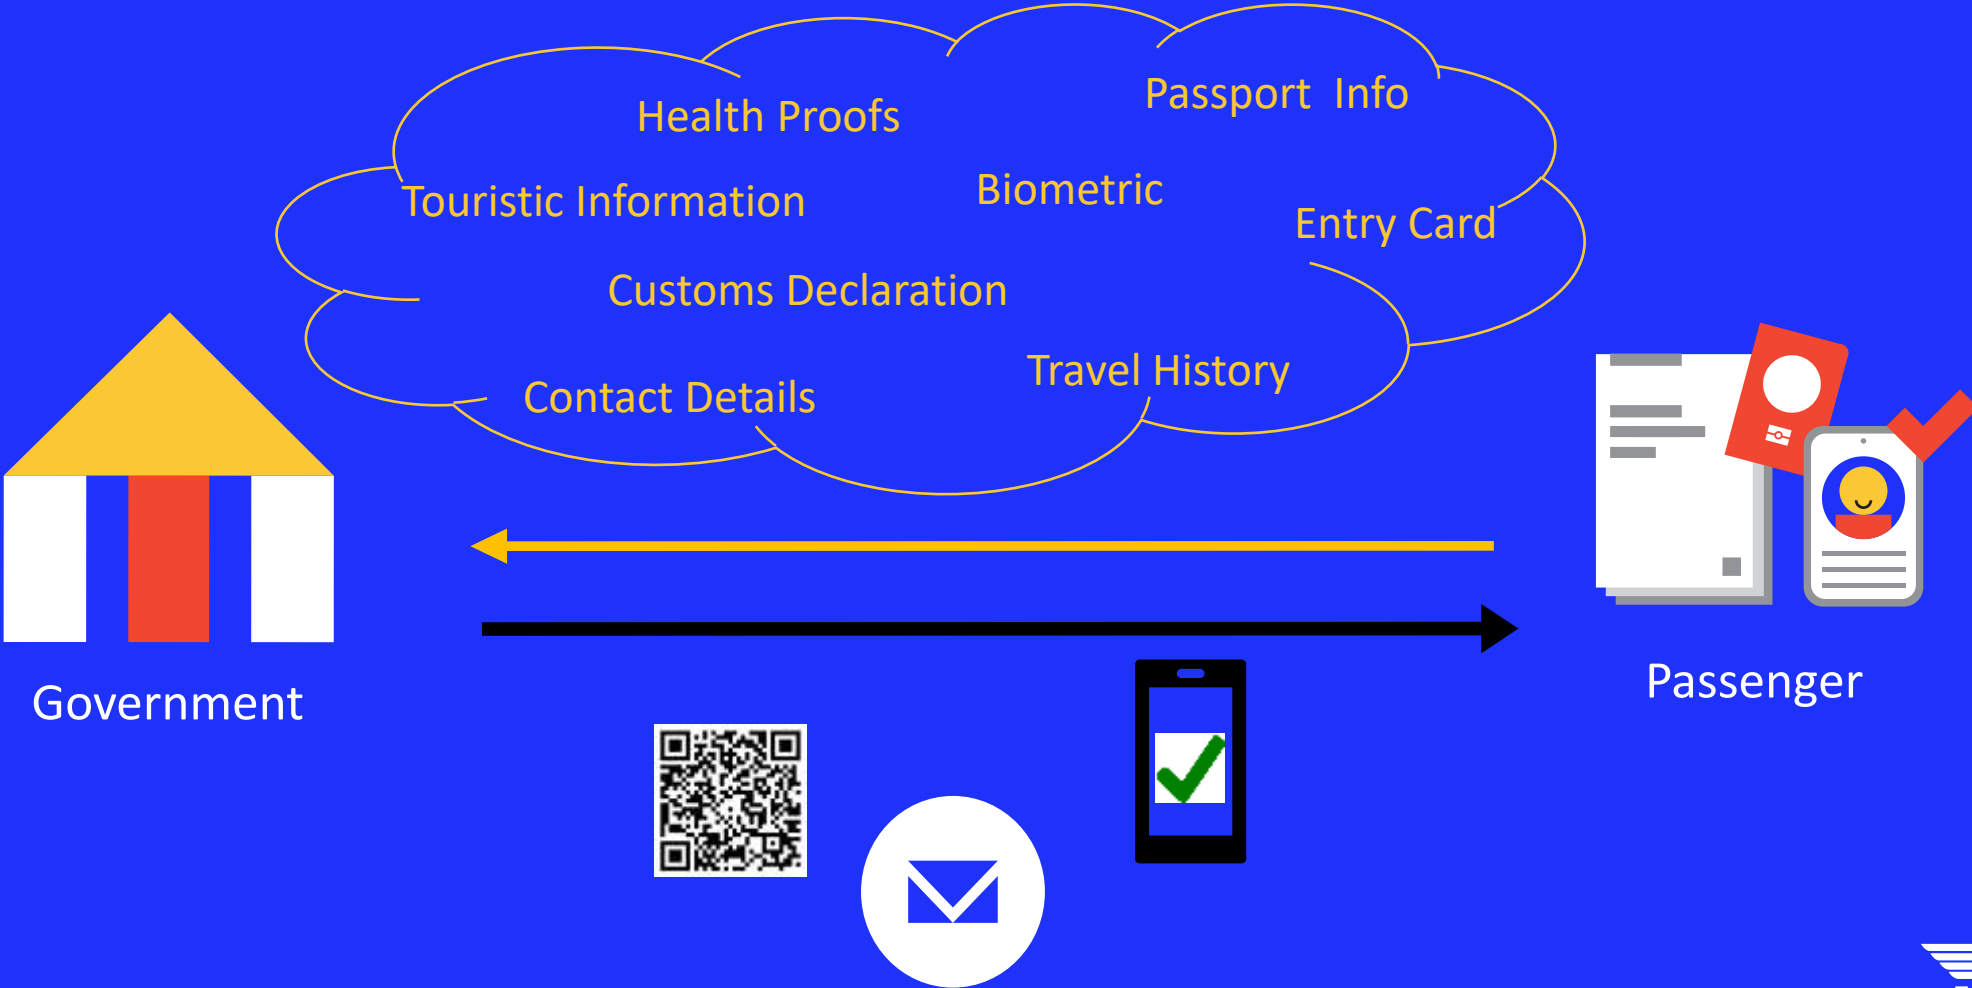 Health Proofs
Passport Info
Touristic Information
Biometric
Entry Card
Customs Declaration
Contact Details
Travel History
Government
Passenger